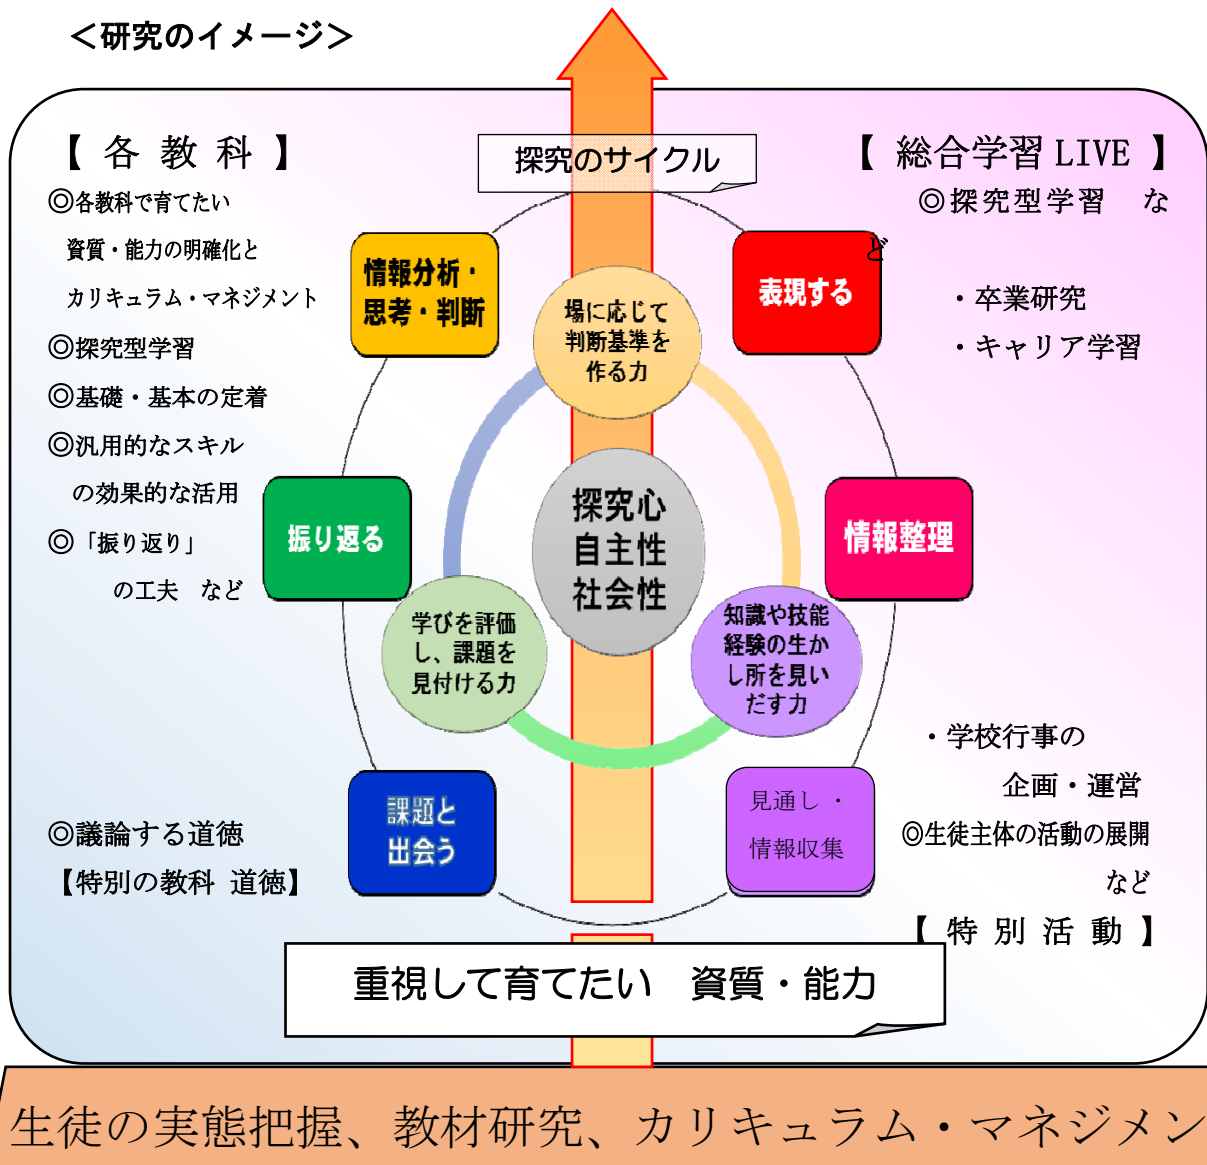 ＜研究のイメージ＞
【 各 教 科 】
◎各教科で育てたい
資質・能力の明確化と
カリキュラム・マネジメント
◎探究型学習
◎基礎・基本の定着
◎汎用的なスキル
の効果的な活用
◎「振り返り」
の工夫　など
◎議論する道徳
【特別の教科 道徳】
探究のサイクル
情報分析・
思考・判断
表現する
振り返る
情報整理
課題と
出会う
見通し・
情報収集
場に応じて
判断基準を
作る力
探究心
自主性
社会性
学びを評価
し、課題を
見付ける力
知識や技能
経験の生か
し所を見い
だす力
【 総合学習 LIVE 】
◎探究型学習　な
ど
・卒業研究
・キャリア学習
・学校行事の
企画・運営
◎生徒主体の活動の展開
など
【 特 別 活 動 】
重視して育てたい　資質・能力
生徒の実態把握、教材研究、カリキュラム・マネジメン